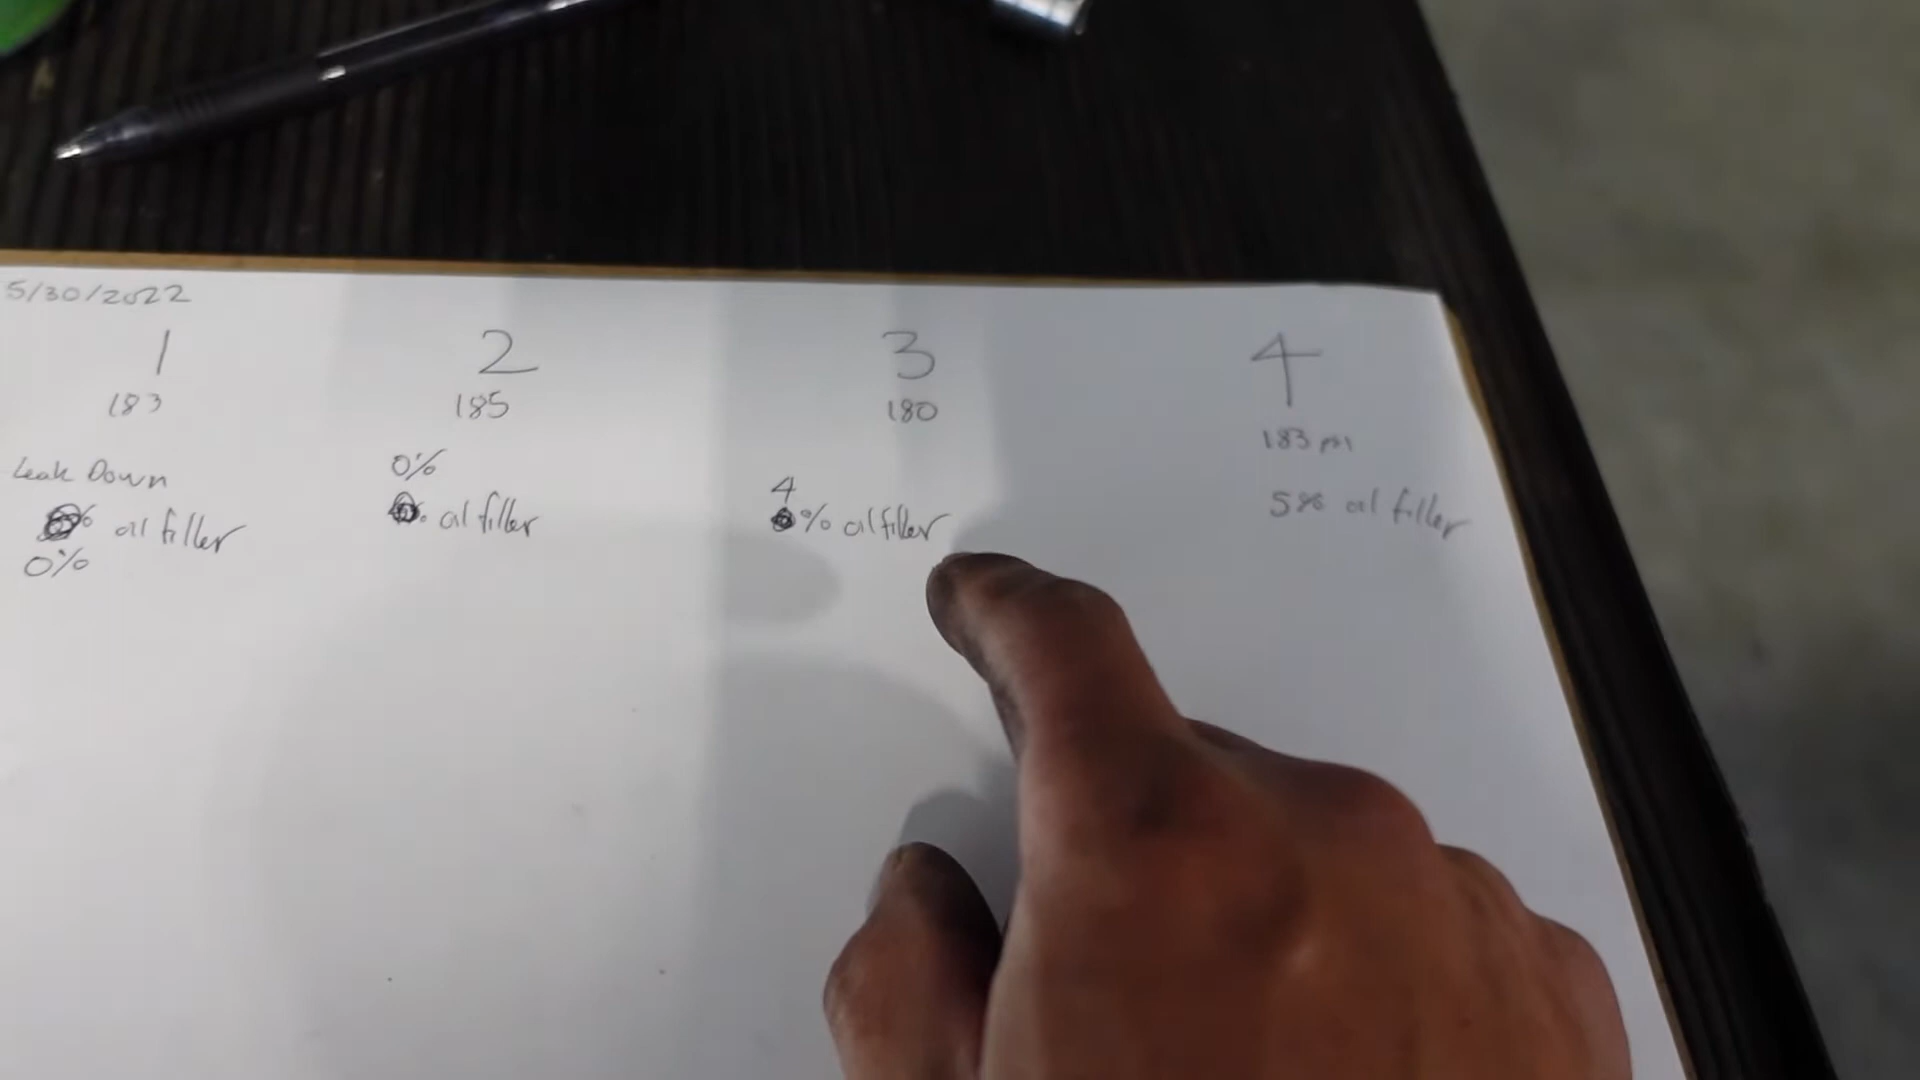 5/30/2022
1 2 3 4
183 185 180 183 psi
Leak Down 0% 4
% oil filler oil filler % oil filler 5% oil filler
0%